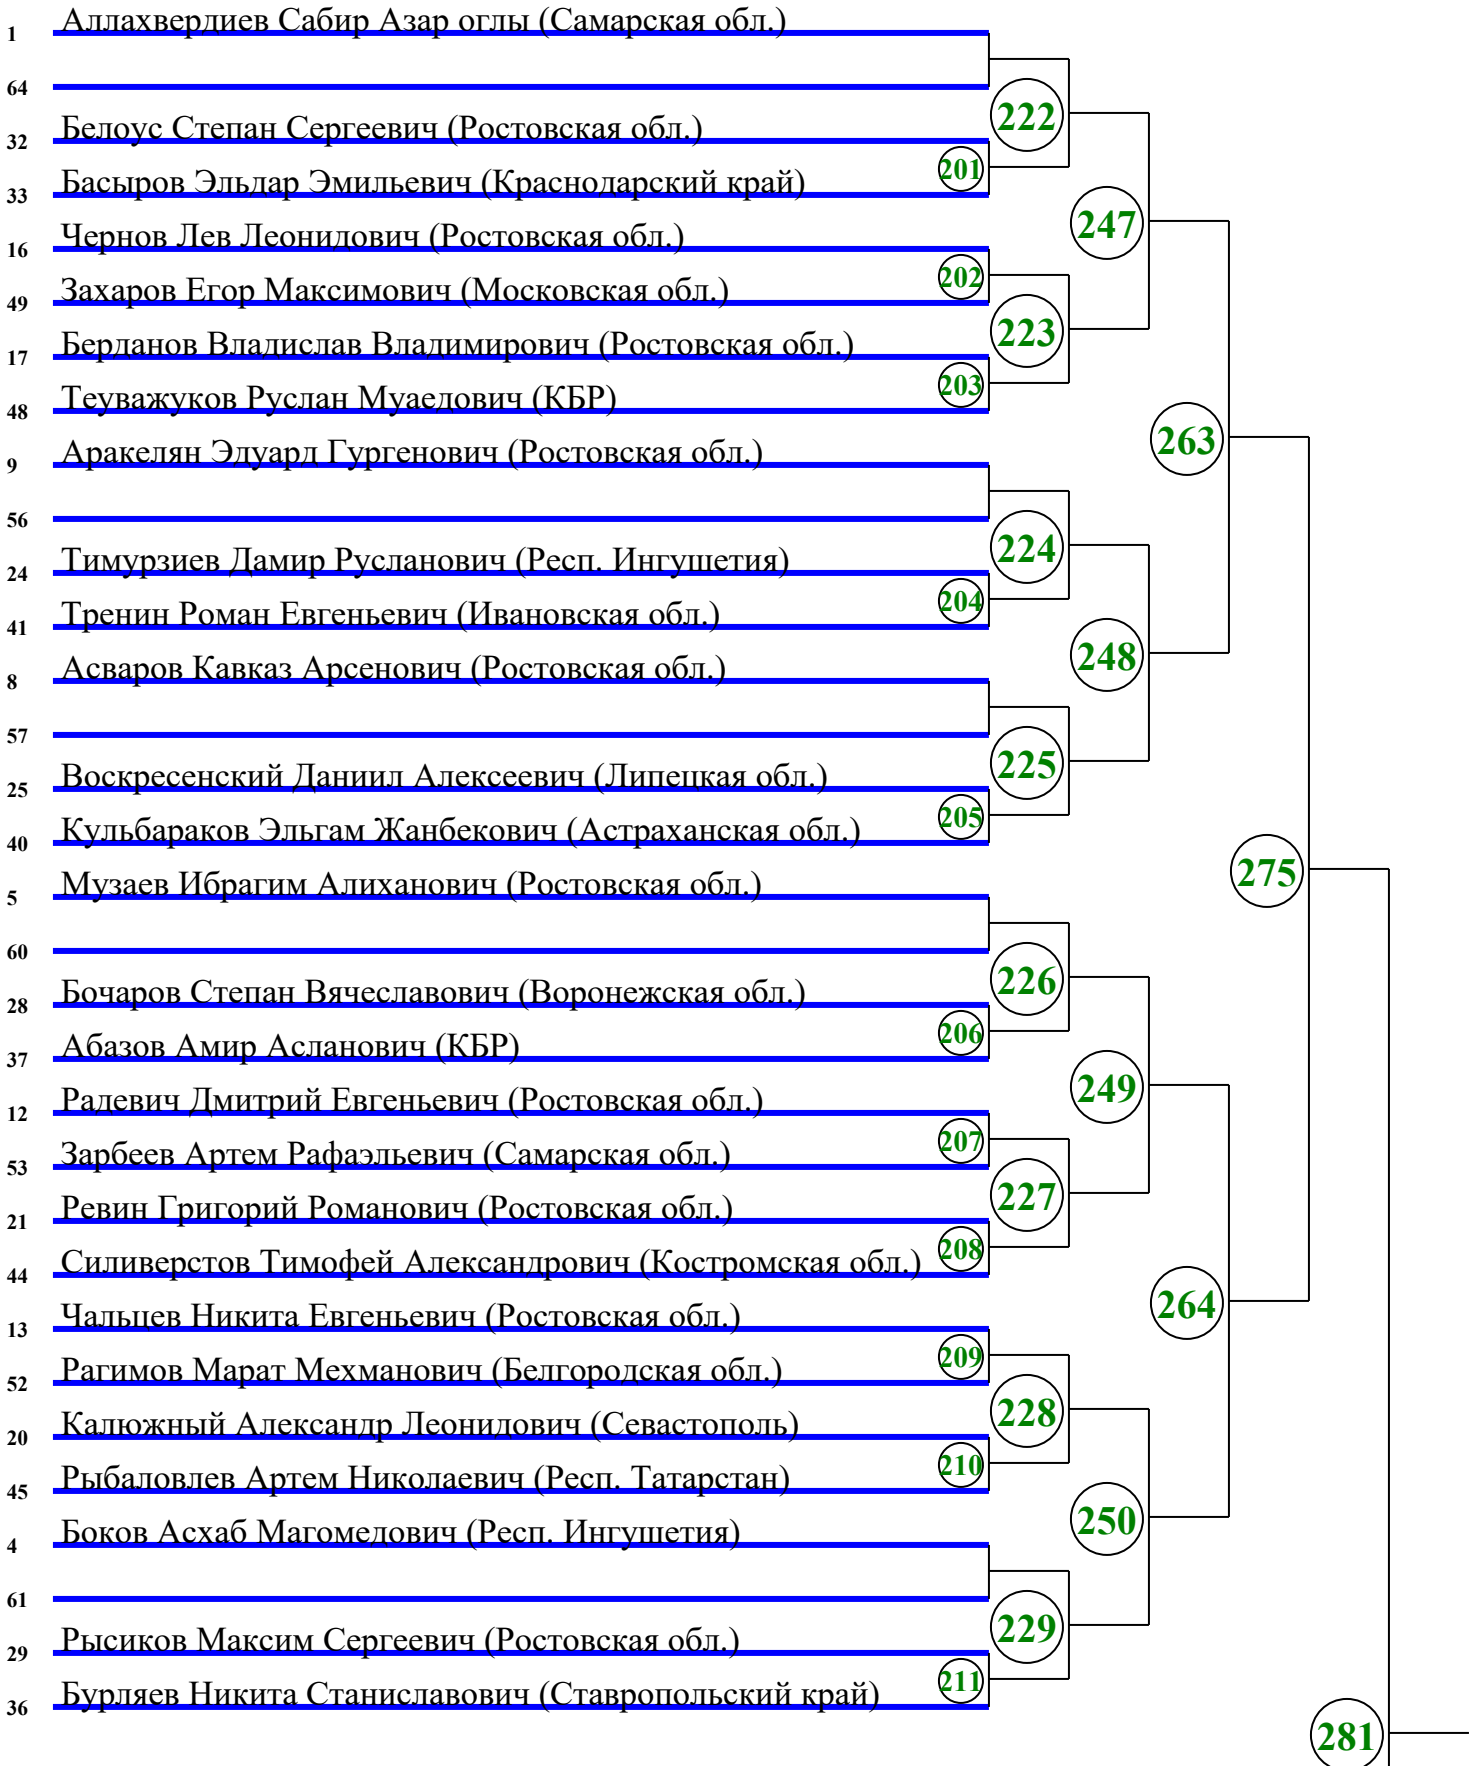 1 Аллахвердиев Сабир Азар оглы (Самарская обл.)
64
222
32 Белоус Степан Сергеевич (Ростовская обл.)
201
33 Басыров Эльдар Эмильевич (Краснодарский край)
247
16 Чернов Лев Леонидович (Ростовская обл.)
202
49 Захаров Егор Максимович (Московская обл.)
223
17 Берданов Владислав Владимирович (Ростовская обл.)
203
48 Теуважуков Руслан Муаедович (КБР)
263
9 Аракелян Эдуард Гургенович (Ростовская обл.)
56
224
24 Тимурзиев Дамир Русланович (Респ. Ингушетия)
204
41 Тренин Роман Евгеньевич (Ивановская обл.)
248
8 Асваров Кавказ Арсенович (Ростовская обл.)
57
225
25 Воскресенский Даниил Алексеевич (Липецкая обл.)
205
40 Кульбараков Эльгам Жанбекович (Астраханская обл.)
275
5 Музаев Ибрагим Алиханович (Ростовская обл.)
60
226
28 Бочаров Степан Вячеславович (Воронежская обл.)
206
37 Абазов Амир Асланович (КБР)
249
12 Радевич Дмитрий Евгеньевич (Ростовская обл.)
207
53 Зарбеев Артем Рафаэльевич (Самарская обл.)
227
21 Ревин Григорий Романович (Ростовская обл.)
208
44 Силиверстов Тимофей Александрович (Костромская обл.)
264
13 Чальцев Никита Евгеньевич (Ростовская обл.)
209
52 Рагимов Марат Мехманович (Белгородская обл.)
228
20 Калюжный Александр Леонидович (Севастополь)
210
45 Рыбаловлев Артем Николаевич (Респ. Татарстан)
250
4 Боков Асхаб Магомедович (Респ. Ингушетия)
61
229
29 Рысиков Максим Сергеевич (Ростовская обл.)
211
36 Бурляев Никита Станиславович (Ставропольский край)
281